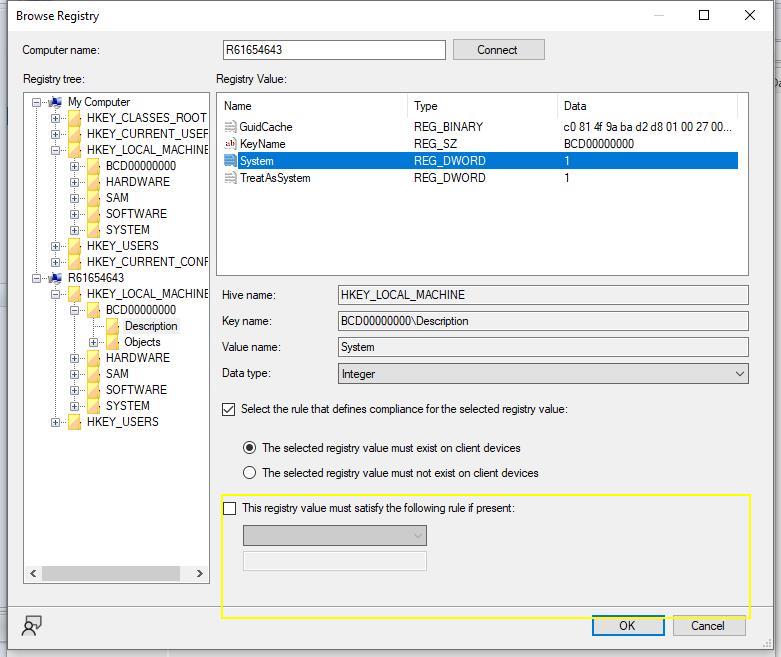 Browse Registry
Computer name:
R61654643
Connect
Registry tree:
My Computer
HKEY_CLASSES_ROOT
HKEY_CURRENT_USER
HKEY_LOCAL_MACHINE
BCD00000000
HARDWARE
SAM
SOFTWARE
SYSTEM
HKEY_USERS
HKEY_CURRENT_CONF
R61654643
HKEY_LOCAL_MACHINE
BCD00000000
Description
Objects
HARDWARE
SAM
SOFTWARE
SYSTEM
HKEY_USERS
Registry Value:
Name Type Data
GuidCache REG_BINARY c0 81 4f 9a ba d2 d8 01 00 27 00...
KeyName REG_SZ BCD00000000
System REG_DWORD 1
TreatAsSystem REG_DWORD 1
Hive name: HKEY_LOCAL_MACHINE
Key name: BCD00000000\Description
Value name: System
Data type: Integer
Select the rule that defines compliance for the selected registry value:
The selected registry value must exist on client devices
The selected registry value must not exist on client devices
This registry value must satisfy the following rule if present:
OK
Cancel